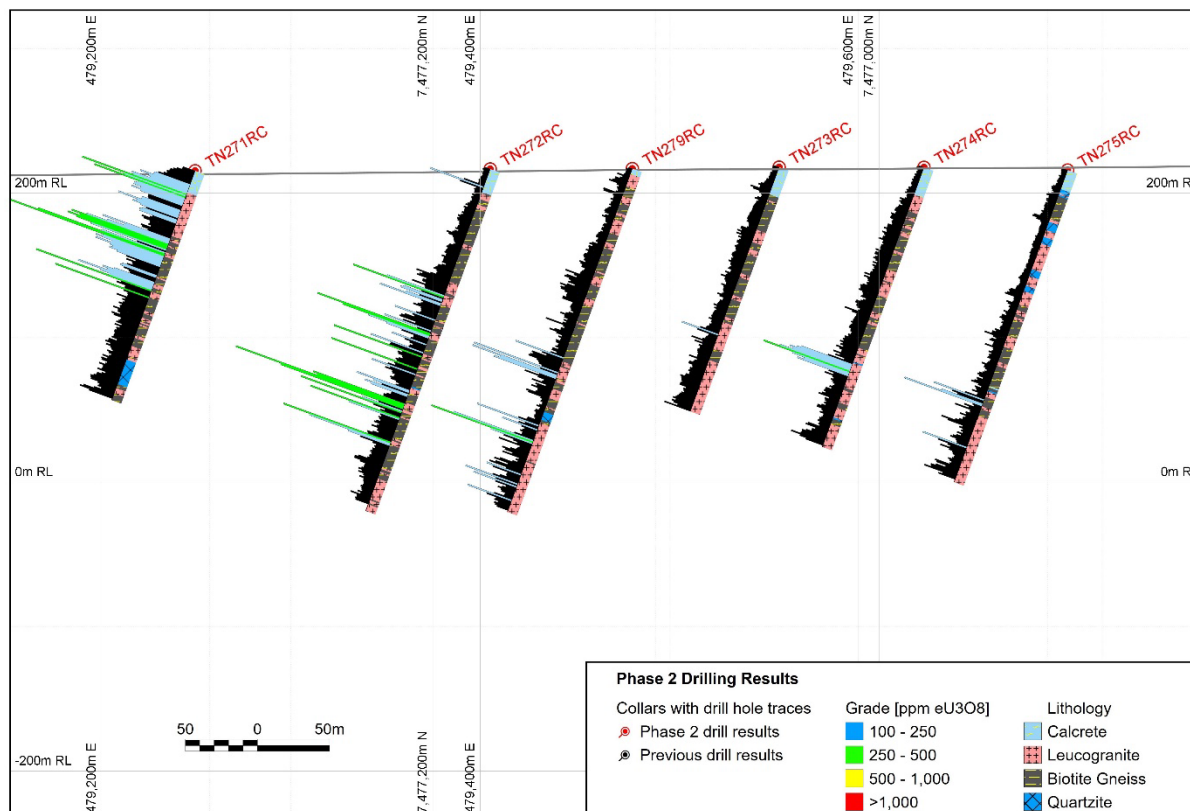 479,200m E
7,477,200m N
479,400m E
479,600m E
7,477,000m N
TN271RC
TN272RC
TN279RC
TN273RC
TN274RC
TN275RC
200m RL
200m R
0m RL
0m R
-200m RL
50 0 50m
479,200m E
7,477,200m N
479,400m E
Phase 2 Drilling Results
Collars with drill hole traces
Phase 2 drill results
Previous drill results
Grade [ppm eU3O8]
100 - 250
250 - 500
500 - 1,000
>1,000
Lithology
Calcrete
Leucogranite
Biotite Gneiss
Quartzite